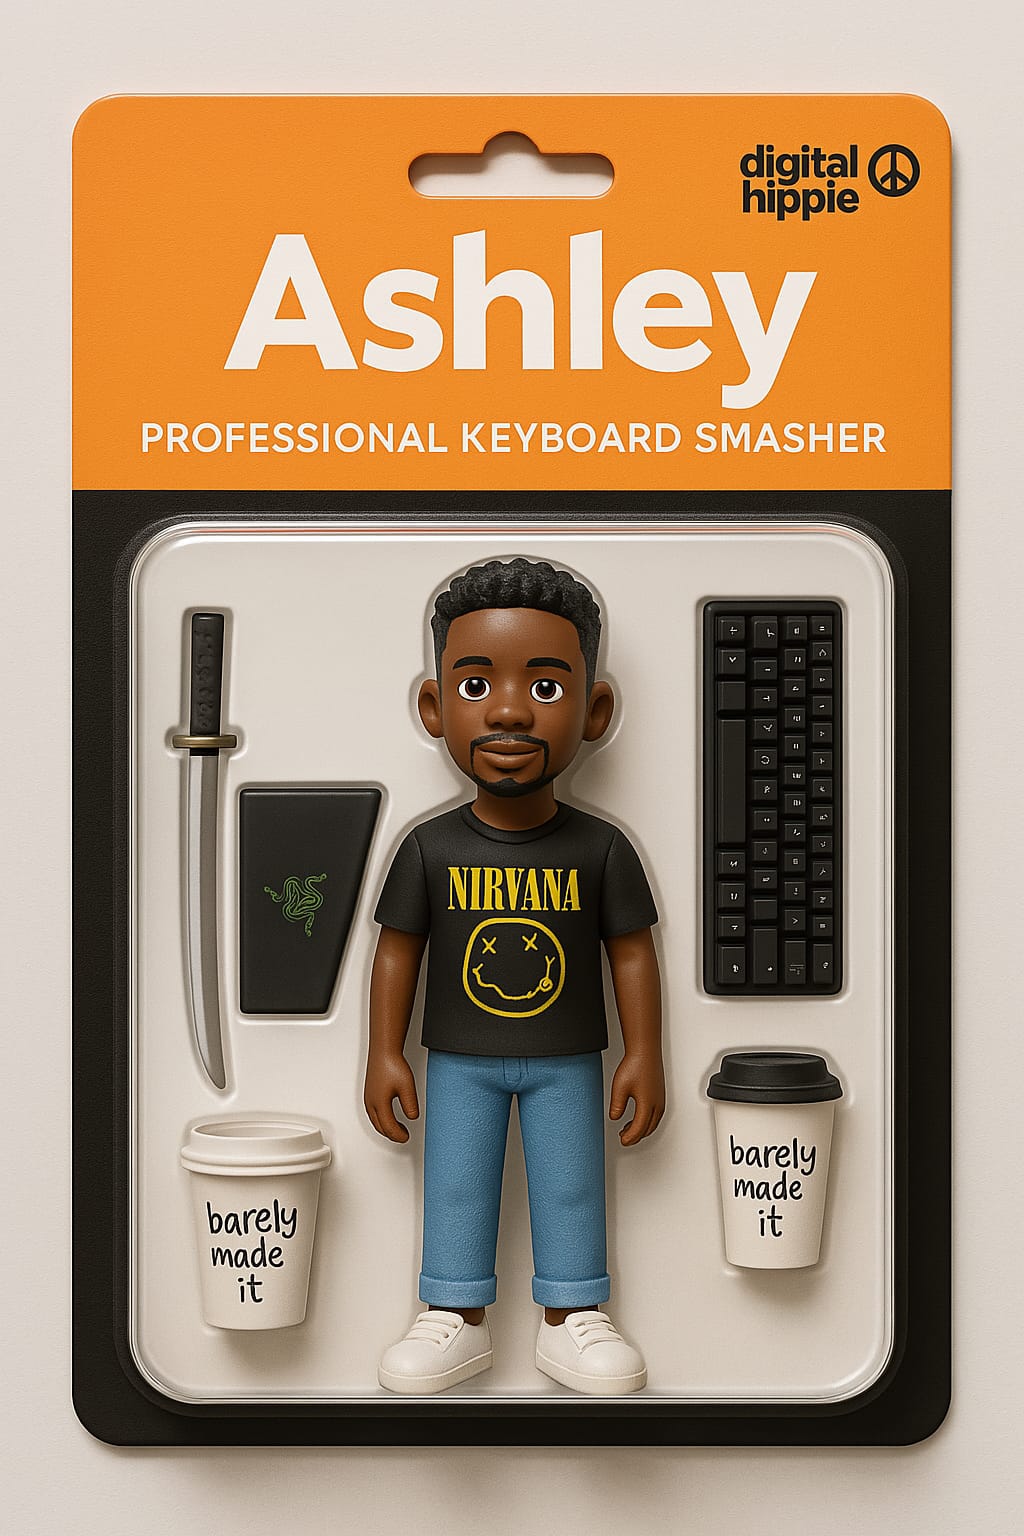 digital
hippie
Ashley
PROFESSIONAL KEYBOARD SMASHER
NIRVANA
barely
made
it
barely
made
it